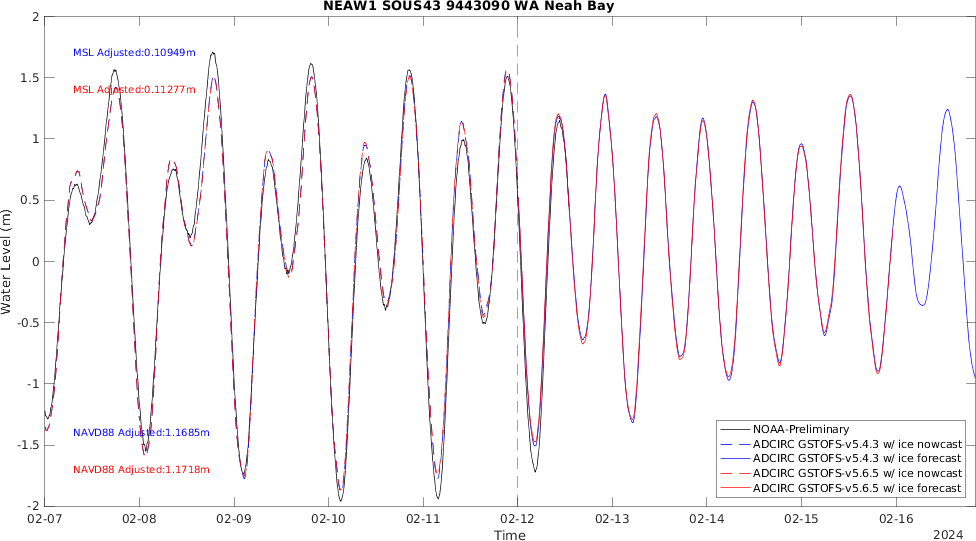 NEAW1 SOUS43 9443090 WA Neah Bay
2
1.5
1
0.5
0
-0.5
-1
-1.5
-2
Water Level (m)
MSL Adjusted:0.10949m
MSL Adjusted:0.11277m
NAVD88 Adjusted:1.1685m
NAVD88 Adjusted:1.1718m
NOAA-Preliminary
ADCIRC GSTOFS-v5.4.3 w/ ice nowcast
ADCIRC GSTOFS-v5.4.3 w/ ice forecast
ADCIRC GSTOFS-v5.6.5 w/ ice nowcast
ADCIRC GSTOFS-v5.6.5 w/ ice forecast
02-07 02-08 02-09 02-10 02-11 02-12 02-13 02-14 02-15 02-16
Time
2024